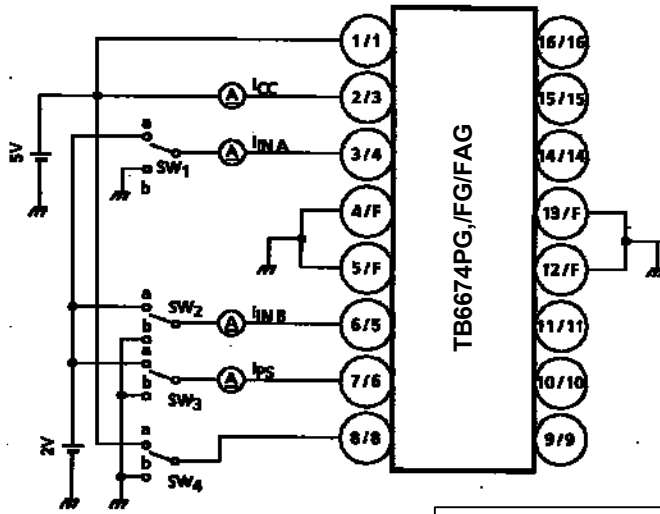 1/1
16/16
ICC
A
2/3
15/15
5V
a
IINA
A
3/4
14/14
SW1
b
4/F
13/F
TB6674PG,/FG/FAG
5/F
12/F
a
SW2
IINB
b
A
6/5
11/11
a
IPS
b
A
7/6
10/10
SW3
2V
a
8/8
9/9
b
SW4